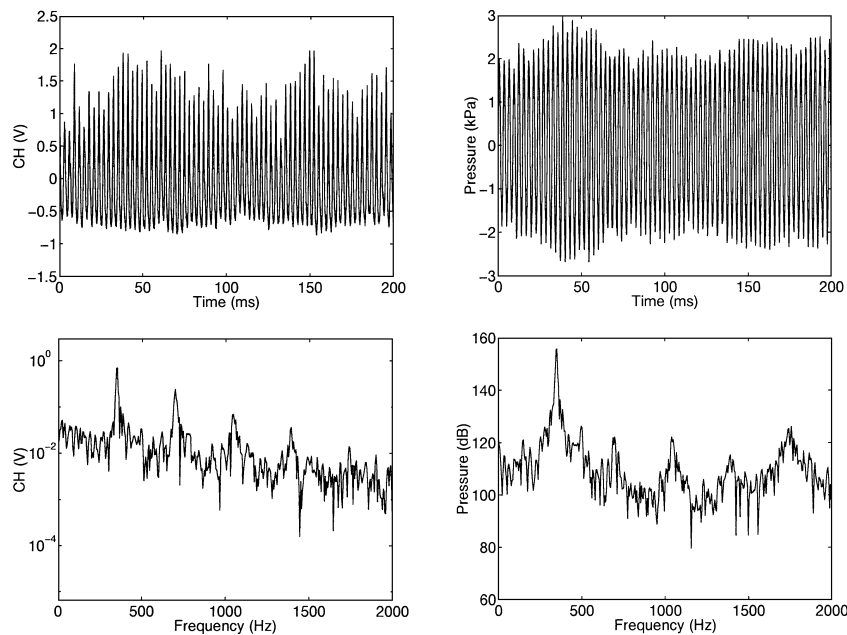 2.5
2
1.5
1
0.5
0
−0.5
−1
−1.5
CH (V)
0 50 100 150 200
Time (ms)
3
2
1
0
−1
−2
−3
Pressure (kPa)
0 50 100 150 200
Time (ms)
10^0
10^−2
10^−4
CH (V)
0 500 1000 1500 2000
Frequency (Hz)
160
140
120
100
80
60
Pressure (dB)
0 500 1000 1500 2000
Frequency (Hz)